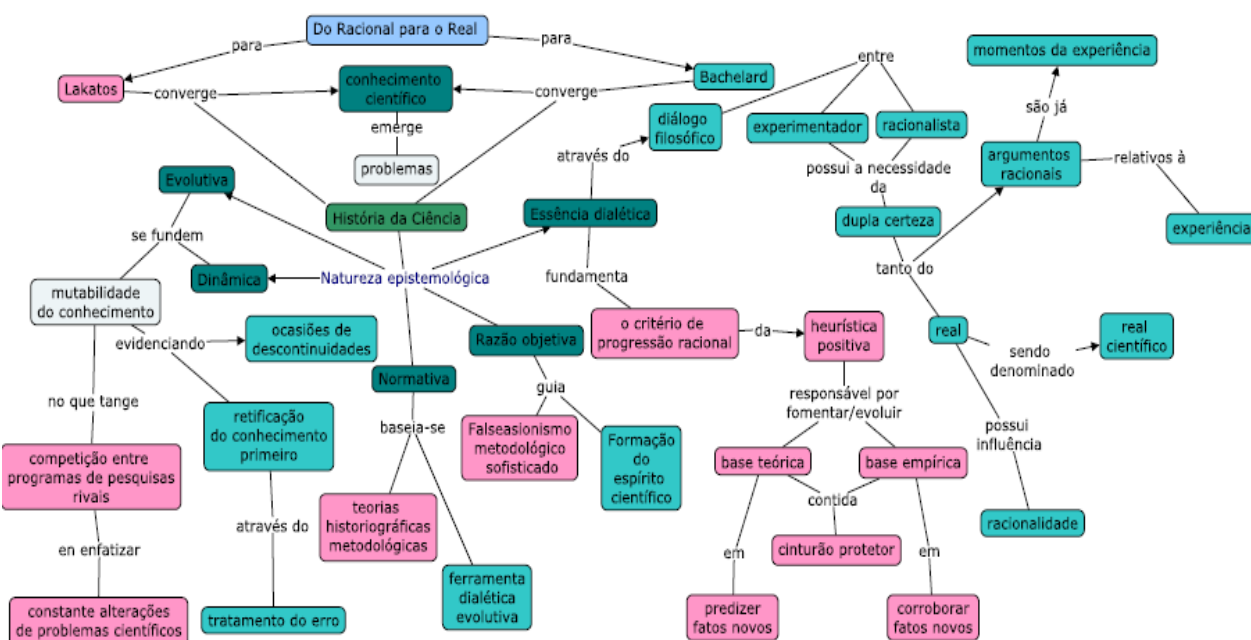 Do Racional para o Real
para
para
Lakatos
converge
conhecimento
científico
converge
Bachelard
emerge
problemas
entre
diálogo
filosófico
experimentador
racionalista
momentos da experiência
são já
através do
possui a necessidade
da
argumentos
racionais
relativos à
experiência
Evolutiva
História da Ciência
Essência dialética
dupla certeza
se fundem
tanto do
Dinâmica
Natureza epistemológica
fundamenta
mutabilidade
do conhecimento
evidenciando
ocasiões de
descontinuidades
Razão objetiva
o critério de
progressão racional
da
heurística
positiva
real
sendo
denominado
real
científico
Normativa
guia
no que tange
responsável por
fomentar/evoluir
possui
influência
retificação
do conhecimento
primeiro
baseia-se
Falseasionismo
metodológico
sofisticado
Formação
do
espírito
científico
competição entre
programas de pesquisas
rivais
base teórica
base empírica
contida
teorias
historiográficas
metodológicas
racionalidade
através do
en enfatizar
em
cinturão protetor
em
ferramenta
dialética
evolutiva
constante alterações
de problemas científicos
tratamento do erro
predizer
fatos novos
corroborar
fatos novos